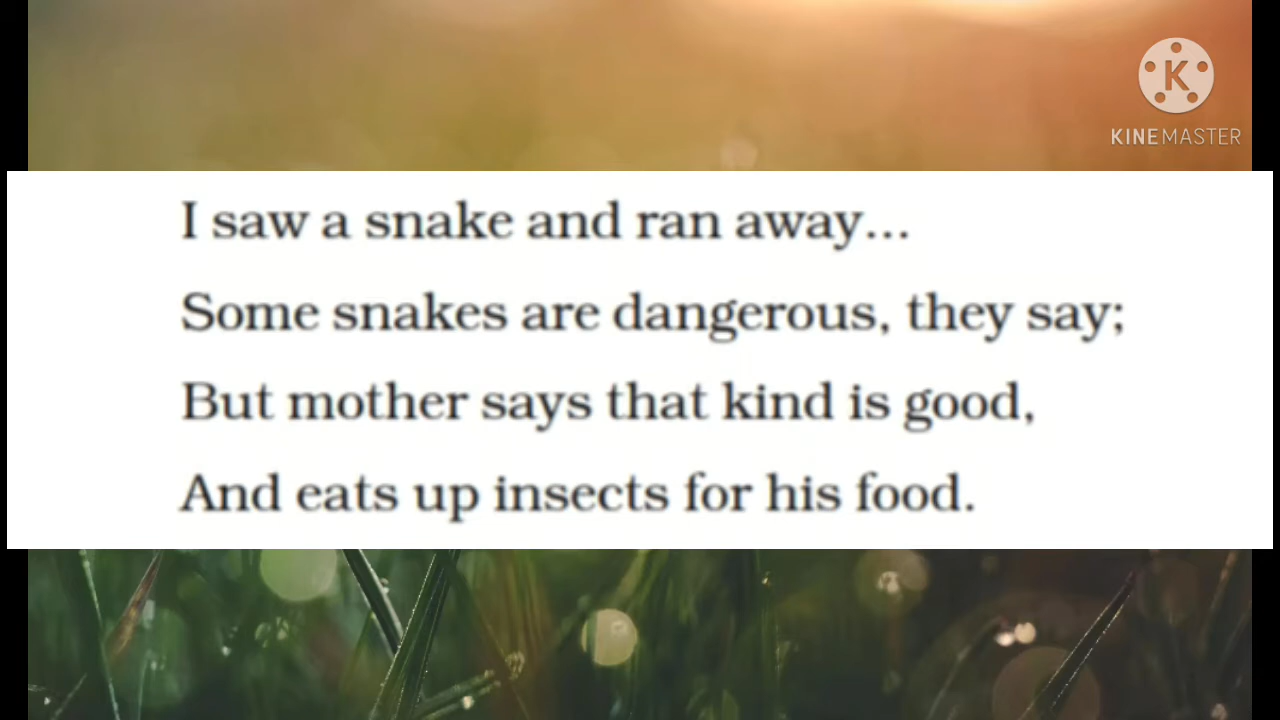 KINEMASTER
I saw a snake and ran away...
Some snakes are dangerous, they say;
But mother says that kind is good,
And eats up insects for his food.